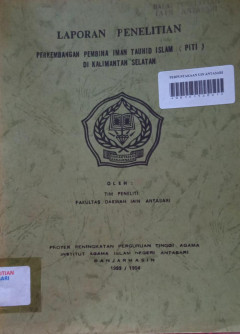 LAPORAN PENELITIAN
PERKEMBANGAN PEMBINA IMAN TAUHID ISLAM ( PITI )
DI KALIMANTAN SELATAN
OLEH :
TIM PENELITI
FAKULTAS DAKWAH IAIN ANTASARI
PROYEK PENINGKATAN PERGURUAN TINGGI AGAMA
INSTITUT AGAMA ISLAM NEGERI ANTASARI
BANJARMASIN